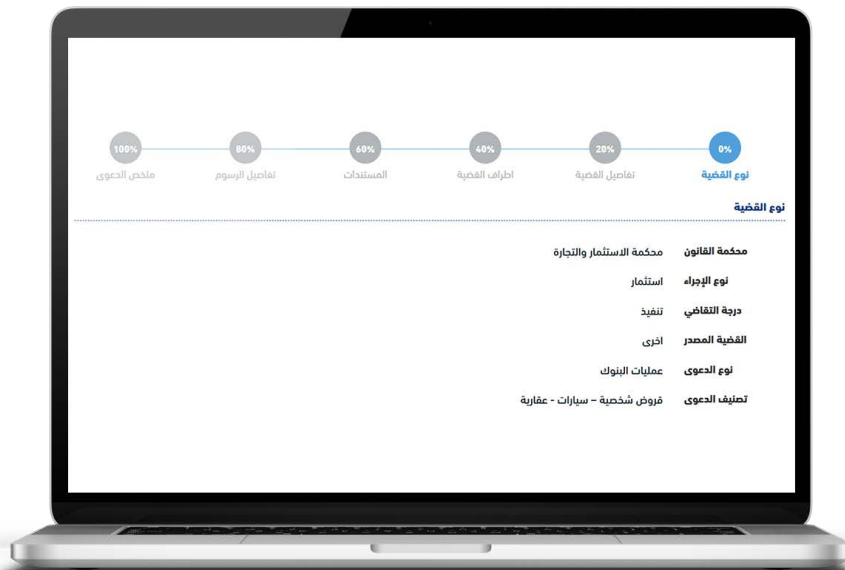 0% 20% 40% 60% 80% 100%
نوع القضية تفاصيل القضية اطراف القضية المستندات تفاصيل الرسوم ملخص الدعوى
نوع القضية
محكمة القانون محكمة الاستثمار والتجارة
نوع الإجراء استثمار
درجة التقاضي تنفيذ
القضية المصدر اخرى
نوع الدعوى عمليات البنوك
تصنيف الدعوى قروض شخصية – سيارات - عقارية